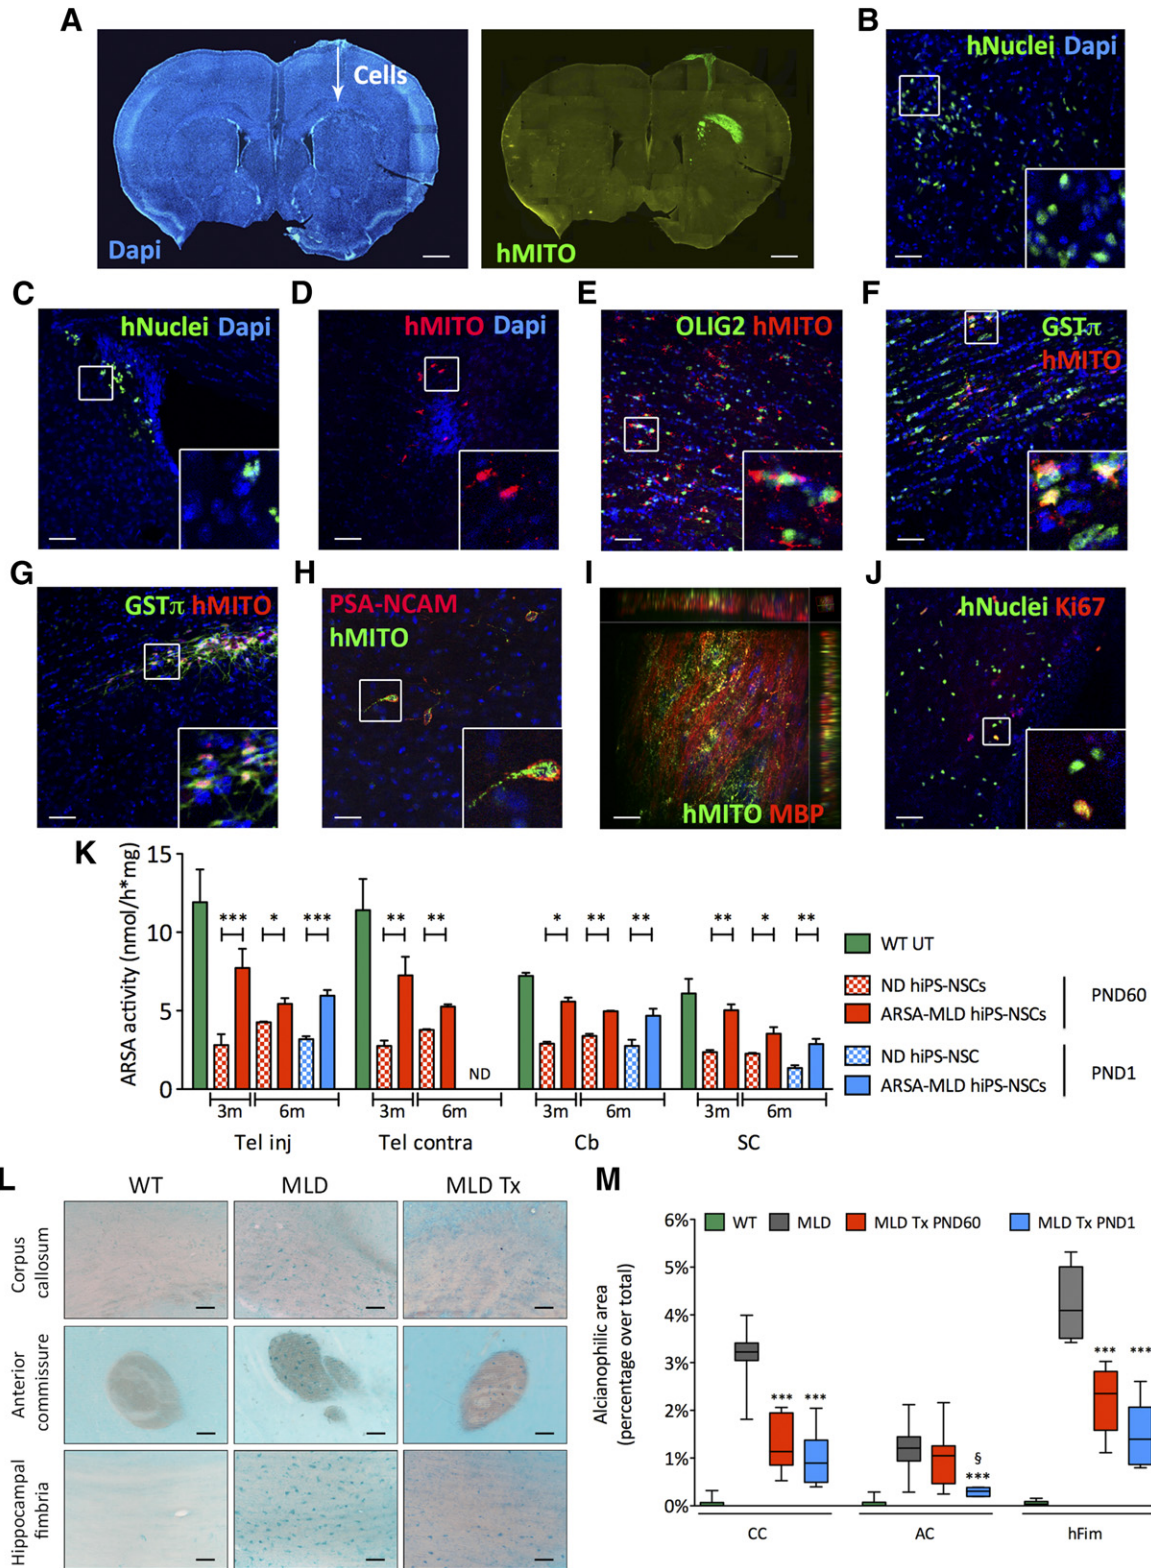 A
Cells
Dapi
hMITO
B
hNuclei Dapi
C
hNuclei Dapi
D
hMITO Dapi
E
OLIG2 hMITO
F
GSTπ
hMITO
G
GSTπ hMITO
H
PSA-NCAM
hMITO
I
hMITO MBP
J
hNuclei Ki67
K
ARSA activity (nmol/h*mg)
15
10
5
0
*** * ***
** **
* ** **
** * **
ND
3m 6m 3m 6m 3m 6m 3m 6m
Tel inj Tel contra Cb SC
WT UT
ND hiPS-NSCs
ARSA-MLD hiPS-NSCs
PND60
ND hiPS-NSC
ARSA-MLD hiPS-NSCs
PND1
L
WT MLD MLD Tx
Corpus
callosum
Anterior
commissure
Hippocampal
fimbria
M
WT MLD MLD Tx PND60 MLD Tx PND1
Alcianophilic area
(percentage over total)
6%
5%
4%
3%
2%
1%
0%
*** ***
§
***
*** ***
CC AC hFim